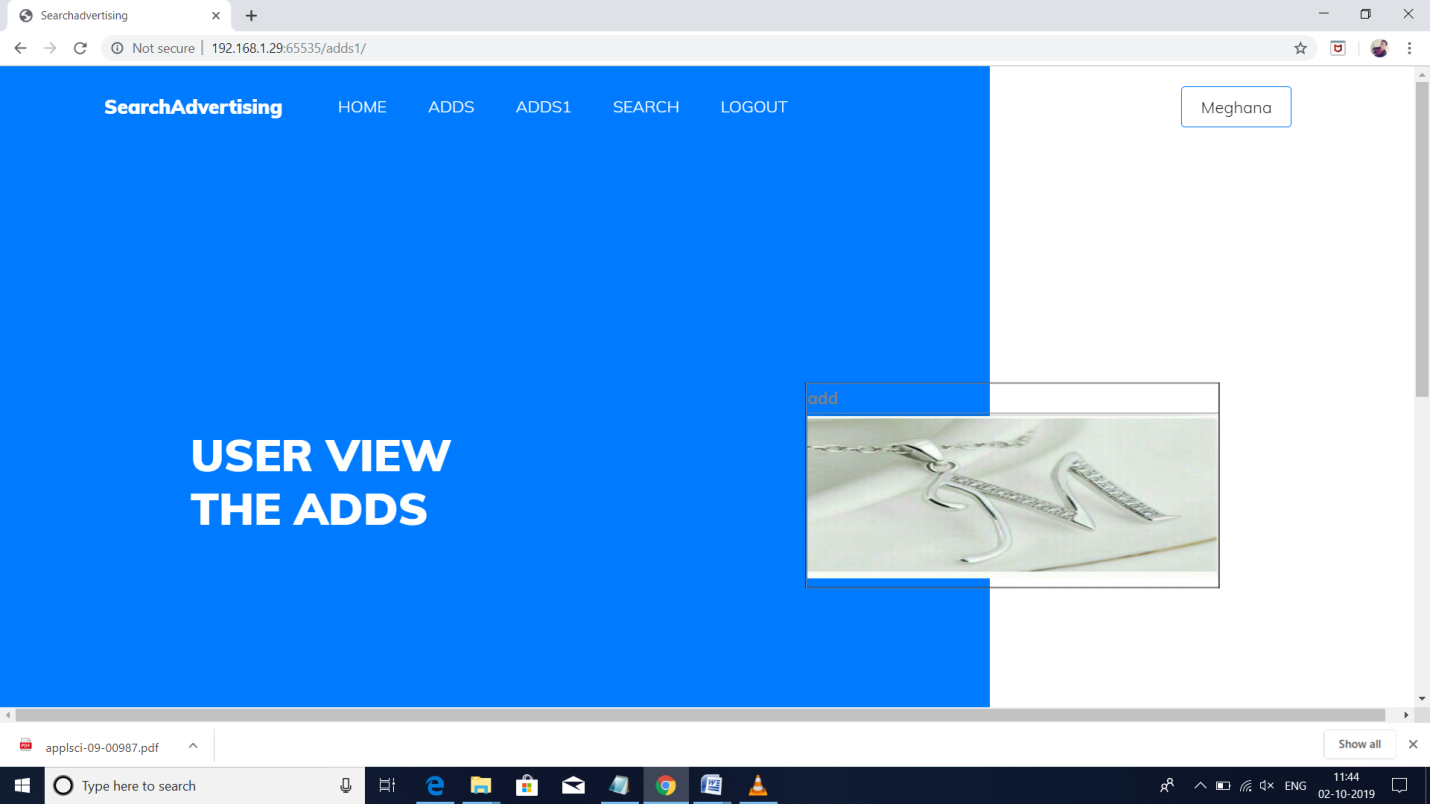 Searchadvertising
Not secure | 192.168.1.29:65535/adds1/
SearchAdvertising HOME ADDS ADDS1 SEARCH LOGOUT Meghana
add
USER VIEW
THE ADDS
applsci-09-00987.pdf
Show all
Type here to search
ENG
11:44
02-10-2019